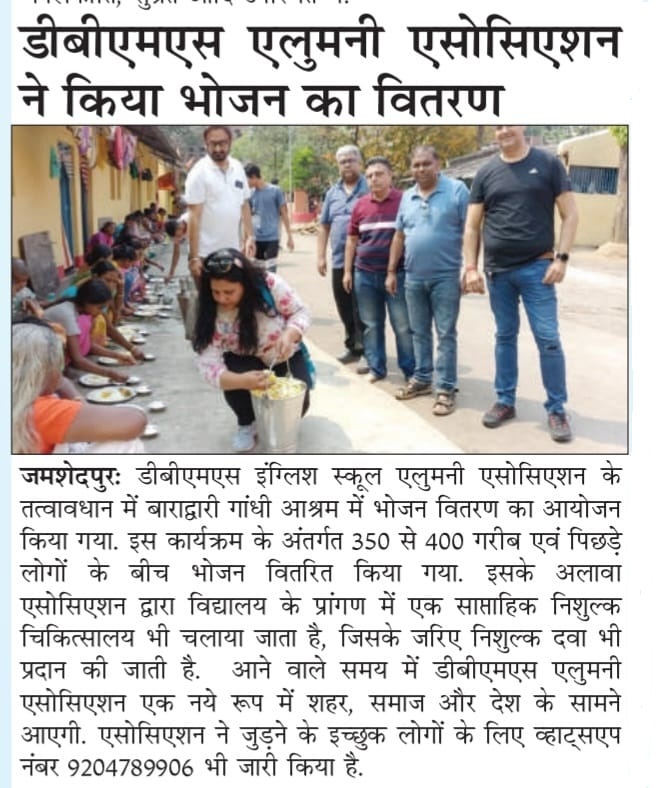 डीबीएमएस एलुमनी एसोसिएशन
ने किया भोजन का वितरण
जमशेदपुरः डीबीएमएस इंग्लिश स्कूल एलुमनी एसोसिएशन के
तत्वावधान में बाराद्वारी गांधी आश्रम में भोजन वितरण का आयोजन
किया गया. इस कार्यक्रम के अंतर्गत 350 से 400 गरीब एवं पिछड़े
लोगों के बीच भोजन वितरित किया गया. इसके अलावा
एसोसिएशन द्वारा विद्यालय के प्रांगण में एक साप्ताहिक निशुल्क
चिकित्सालय भी चलाया जाता है, जिसके जरिए निशुल्क दवा भी
प्रदान की जाती है. आने वाले समय में डीबीएमएस एलुमनी
एसोसिएशन एक नये रूप में शहर, समाज और देश के सामने
आएगी. एसोसिएशन ने जुड़ने के इच्छुक लोगों के लिए व्हाट्सएप
नंबर 9204789906 भी जारी किया है.